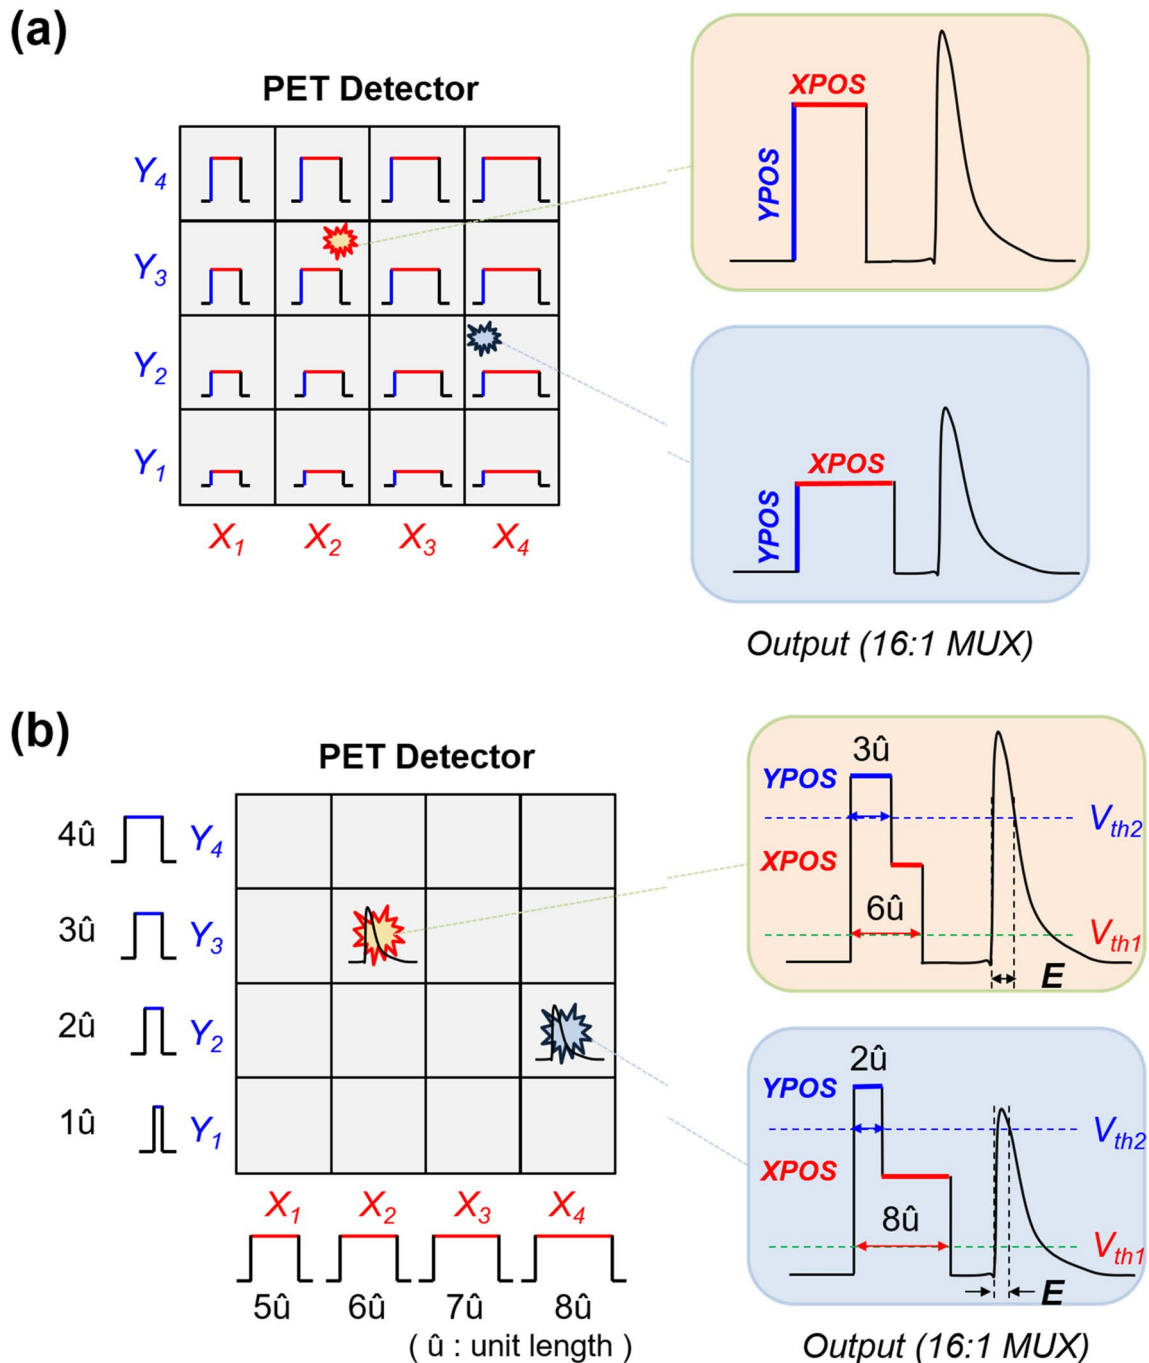 (a)
PET Detector
Y4
Y3
Y2
Y1
X1 X2 X3 X4
XPOS
YPOS
XPOS
YPOS
Output (16:1 MUX)
(b)
PET Detector
4û Y4
3û Y3
2û Y2
1û Y1
X1 X2 X3 X4
5û 6û 7û 8û
( û : unit length )
3û
YPOS
Vth2
XPOS
6û
Vth1
E
2û
YPOS
Vth2
XPOS
8û
Vth1
E
Output (16:1 MUX)